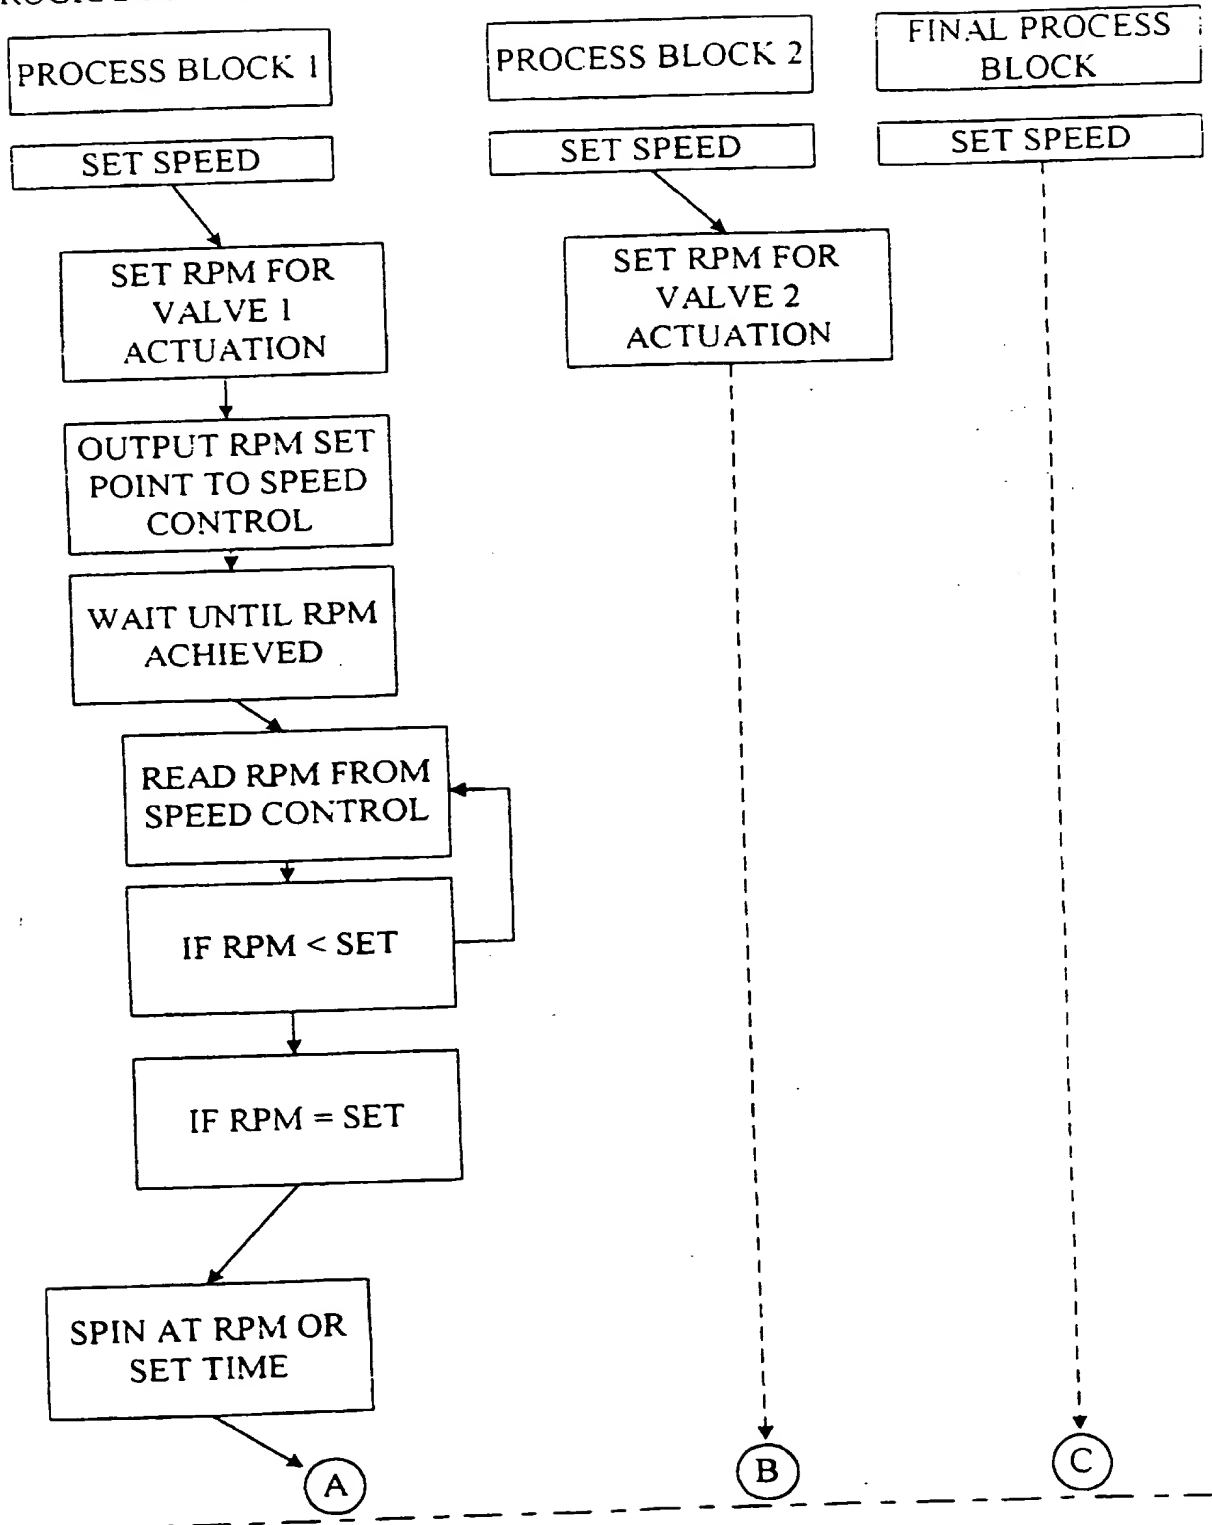 PROCESS BLOCK 1
SET SPEED
SET RPM FOR
VALVE 1
ACTUATION
OUTPUT RPM SET
POINT TO SPEED
CONTROL
WAIT UNTIL RPM
ACHIEVED
READ RPM FROM
SPEED CONTROL
IF RPM < SET
IF RPM = SET
SPIN AT RPM OR
SET TIME
A
PROCESS BLOCK 2
SET SPEED
SET RPM FOR
VALVE 2
ACTUATION
B
FINAL PROCESS
BLOCK
SET SPEED
C